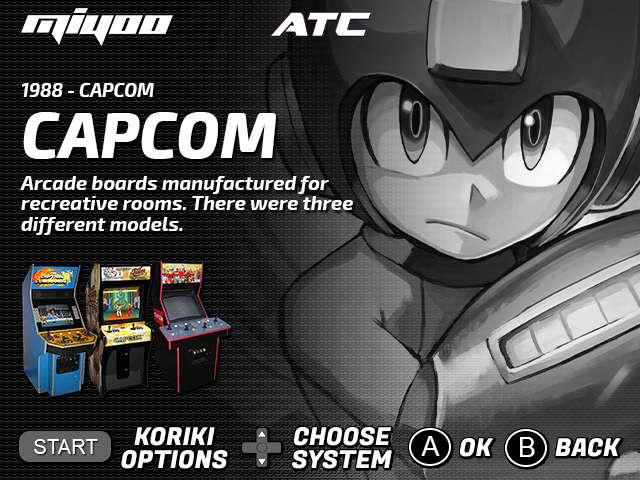 miyoo
ATC
1988 - CAPCOM
CAPCOM
Arcade boards manufactured for
recreative rooms. There were three
different models.
CAPCOM
START
KORIKI
OPTIONS
CHOOSE
SYSTEM
A
OK
B
BACK